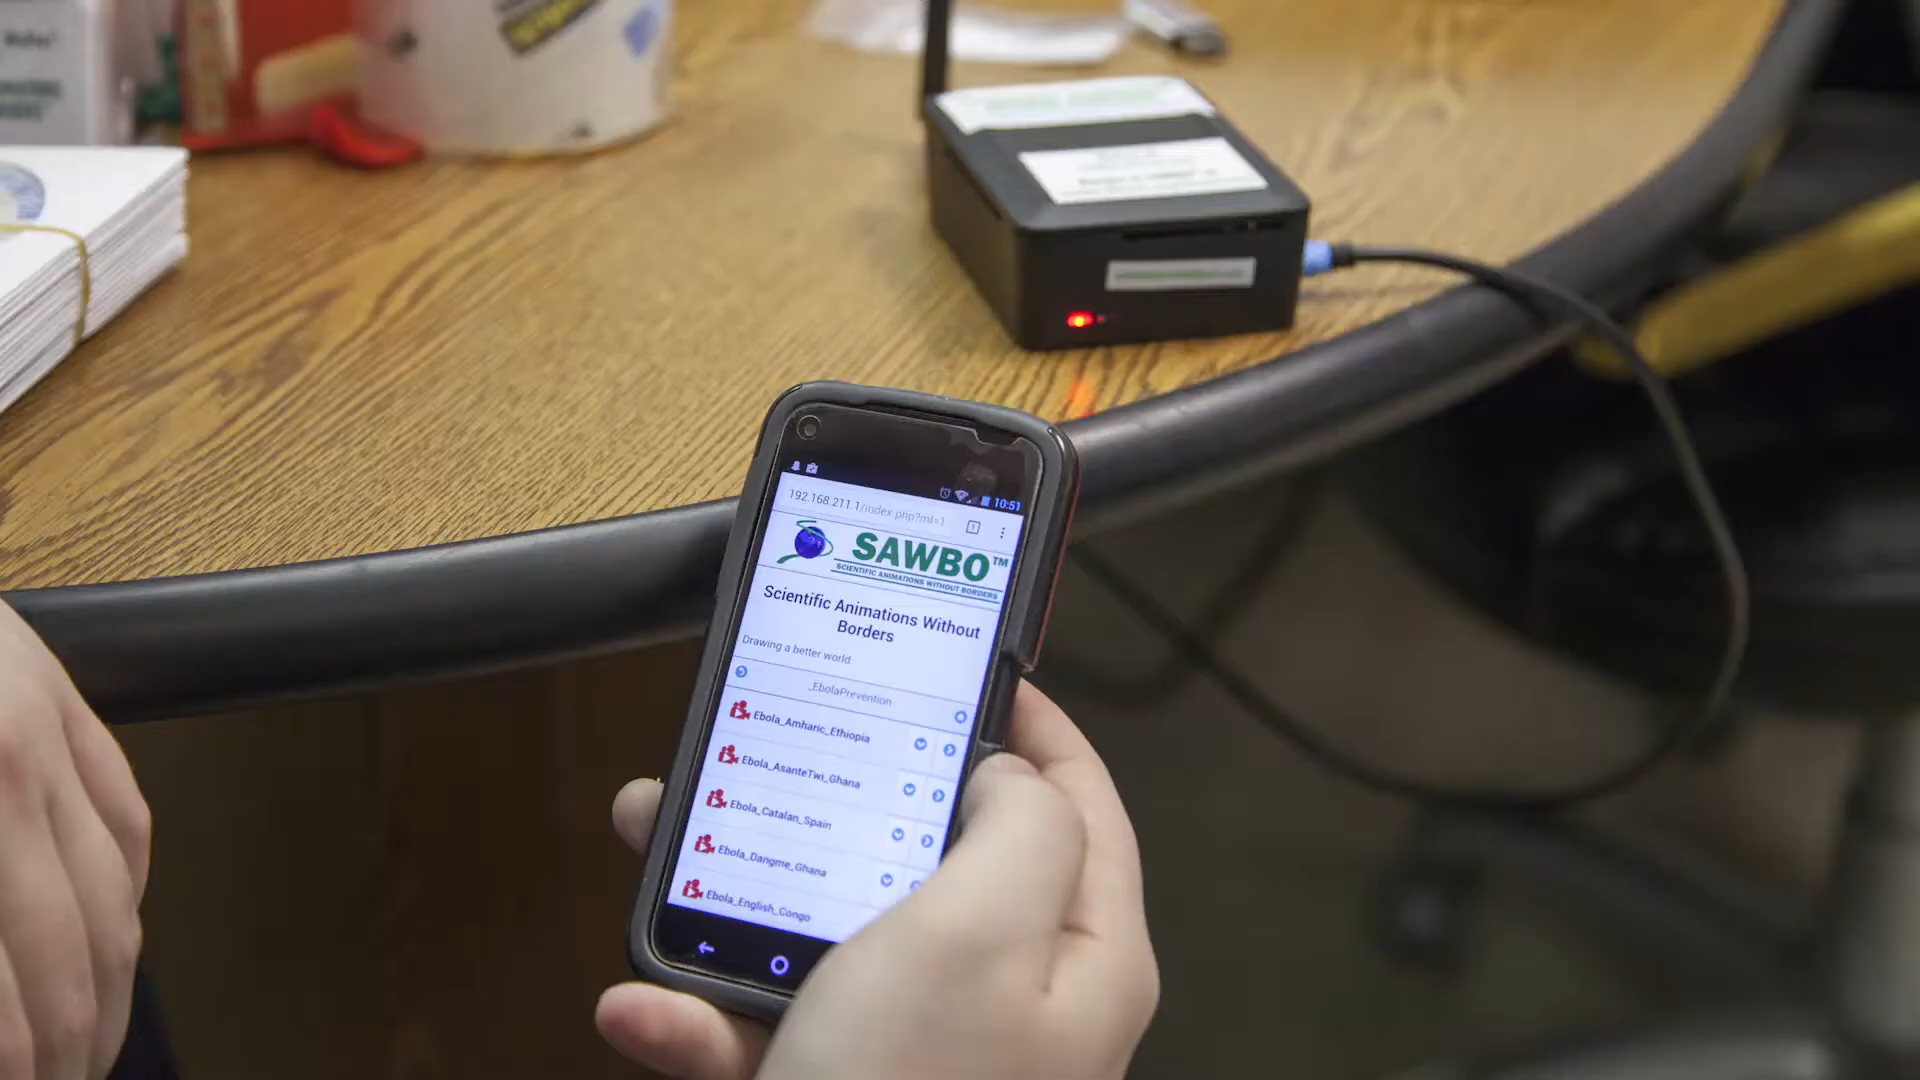 10:51
192.168.211.1/index.php?ml=1
1
SAWBO™
SCIENTIFIC ANIMATIONS WITHOUT BORDERS
Scientific Animations Without
Borders
Drawing a better world.
_EbolaPrevention
Ebola_Amharic_Ethiopia
Ebola_AsanteTwi_Ghana
Ebola_Catalan_Spain
Ebola_Dangme_Ghana
Ebola_English_Congo